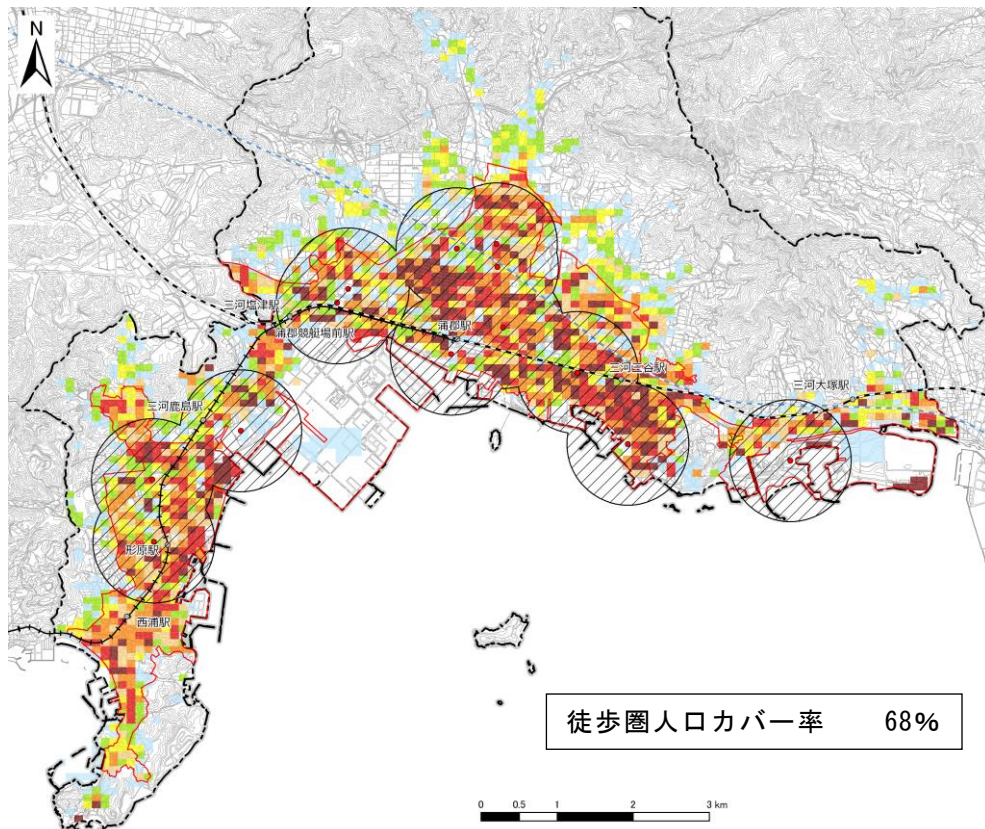 N
三河塩津駅
蒲郡競艇場前駅
蒲郡駅
三河三谷駅
三河大塚駅
三河鹿島駅
形原駅
西浦駅
徒歩圏人口カバー率 68%
0 0.5 1 2 3 km